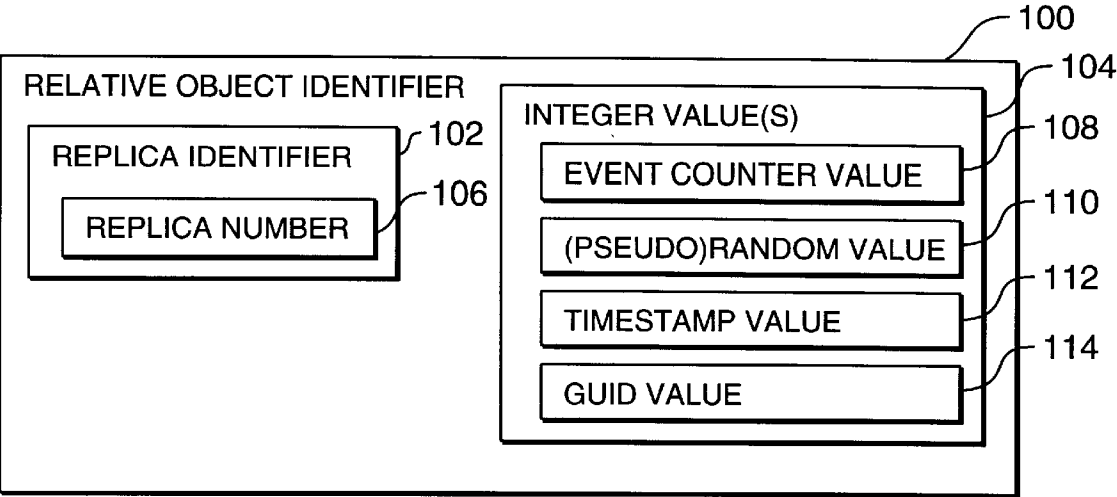 100
RELATIVE OBJECT IDENTIFIER
104
INTEGER VALUE(S)
102
REPLICA IDENTIFIER
108
EVENT COUNTER VALUE
106
REPLICA NUMBER
110
(PSEUDO)RANDOM VALUE
112
TIMESTAMP VALUE
114
GUID VALUE